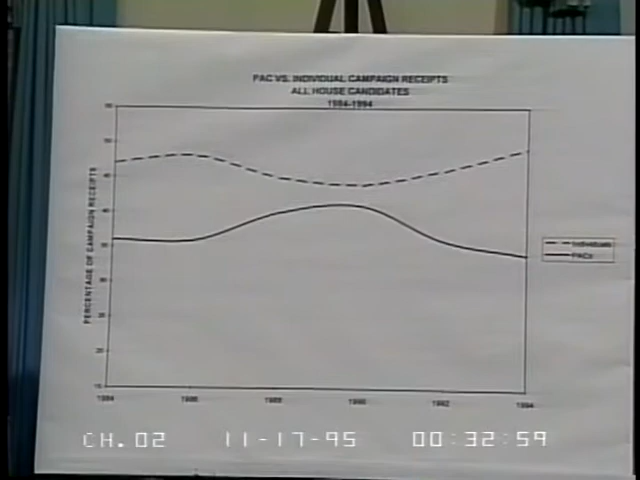 PAC VS. INDIVIDUAL CAMPAIGN RECEIPTS
ALL HOUSE CANDIDATES
1984-1994
PERCENTAGE OF CAMPAIGN RECEIPTS
Individuals
PACs
1984 1986 1988 1990 1992 1994
CH.02 11-17-95 00:32:59